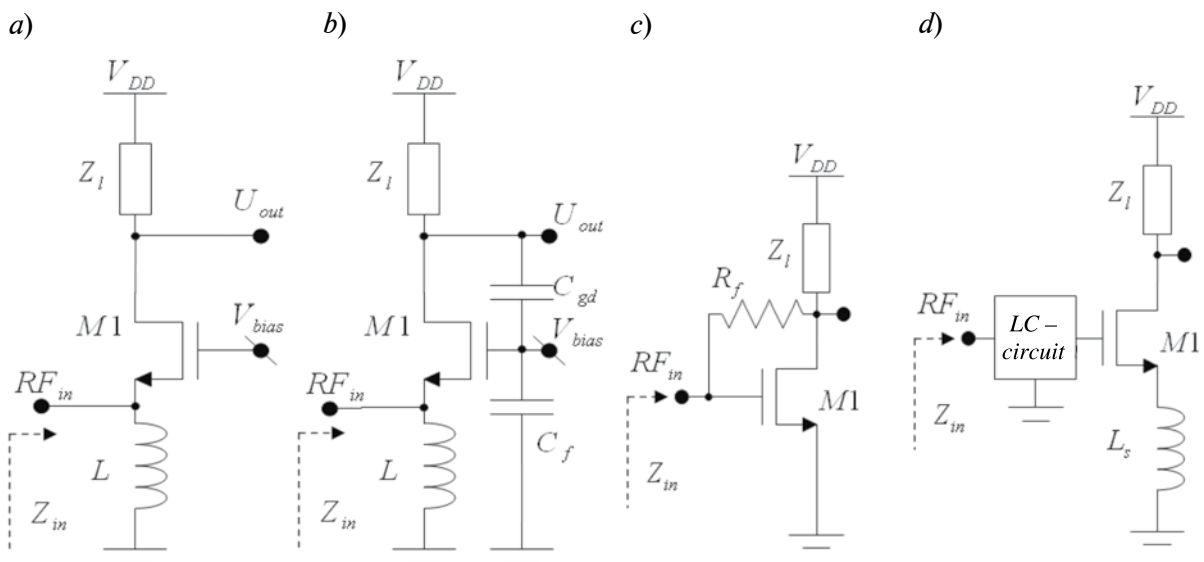 a)
V_DD
Z_l
U_out
M1
V_bias
RF_in
L
Z_in
b)
V_DD
Z_l
U_out
C_gd
M1
V_bias
RF_in
L
C_f
Z_in
c)
V_DD
Z_l
R_f
RF_in
M1
Z_in
d)
V_DD
Z_l
RF_in
LC –
circuit
M1
Z_in
L_s